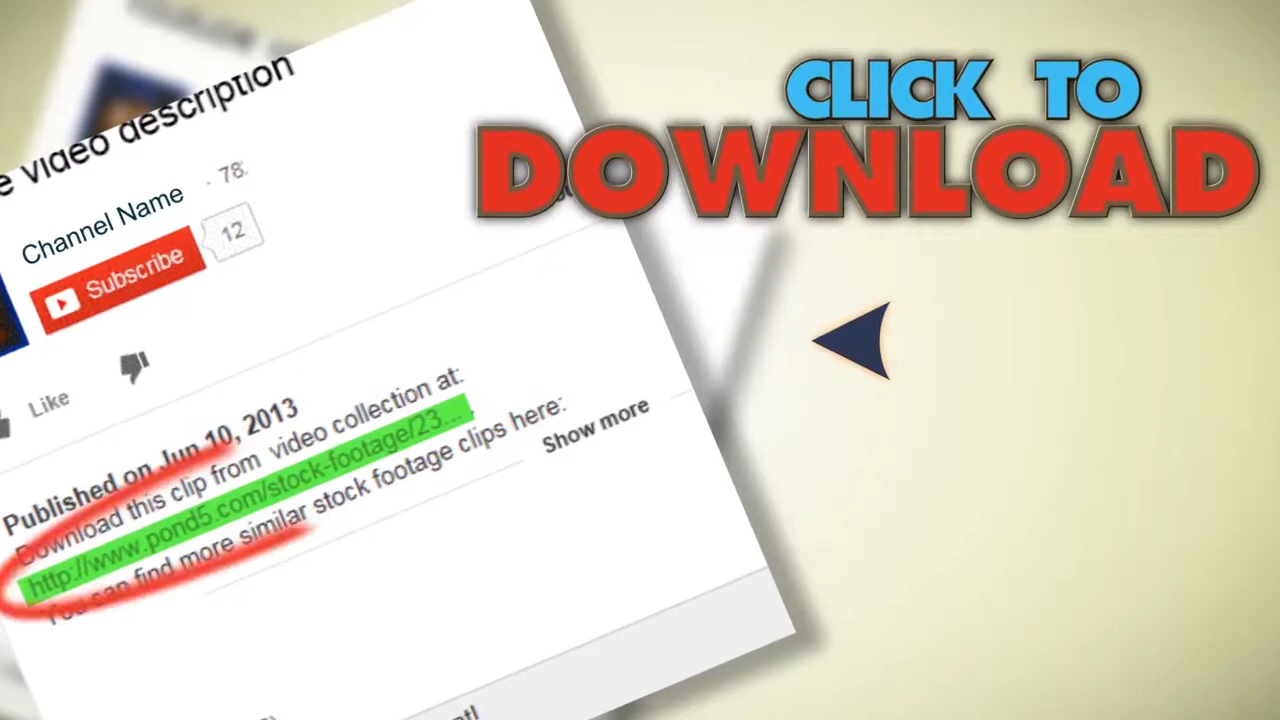 CLICK TO
DOWNLOAD
video description
Channel Name
78
Subscribe
12
Like
Published on Jun 10, 2013
Download this clip from video collection at:
http://www.pond5.com/stock-footage/23...
You can find more similar stock footage clips here:
Show more